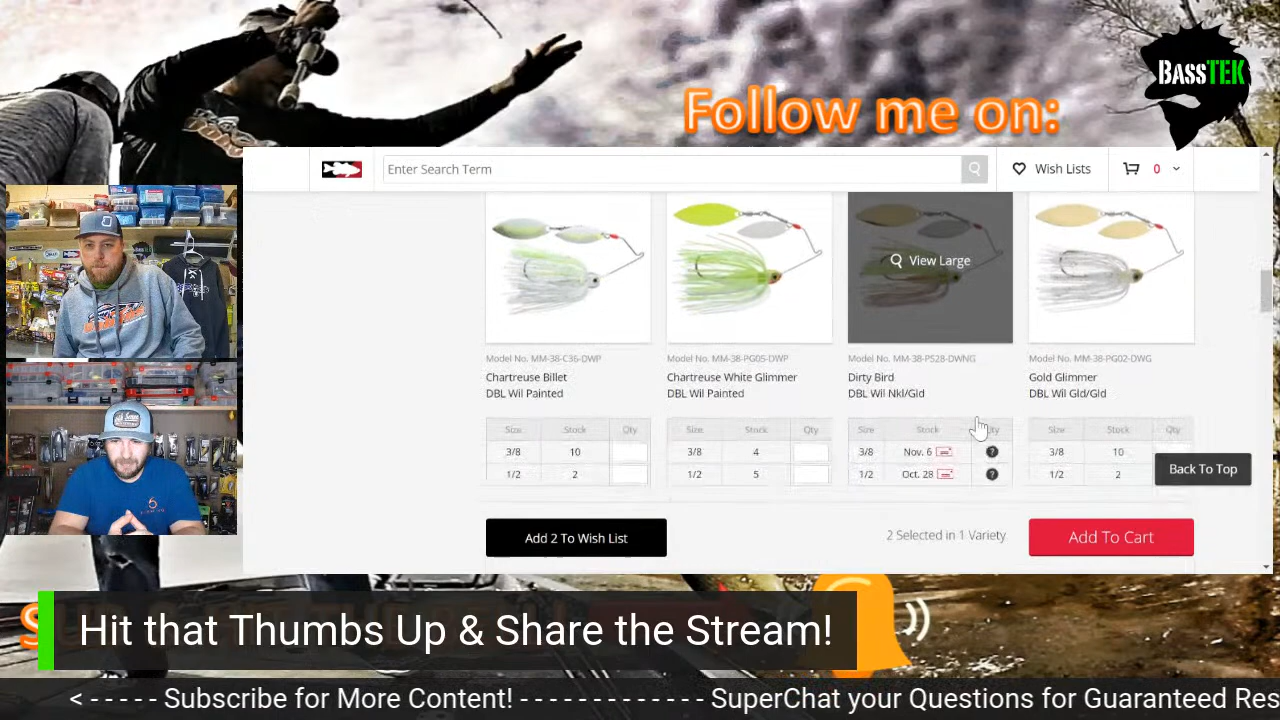 BASSTEK
Follow me on:
Enter Search Term
Wish Lists
0
View Large
Model No. MM-38-C36-DWP
Chartreuse Billet
DBL Wil Painted
Size Stock Qty
3/8 10
1/2 2
Model No. MM-38-PG05-DWP
Chartreuse White Glimmer
DBL Wil Painted
Size Stock Qty
3/8 4
1/2 5
Model No. MM-38-PS28-DWNG
Dirty Bird
DBL Wil Nkl/Gld
Size Stock Qty
3/8 Nov. 6 ?
1/2 Oct. 28 ?
Model No. MM-38-PG02-DWG
Gold Glimmer
DBL Wil Gld/Gld
Size Stock Qty
3/8 10
1/2 2
Back To Top
Add 2 To Wish List
2 Selected in 1 Variety
Add To Cart
Hit that Thumbs Up & Share the Stream!
< - - - - - Subscribe for More Content! - - - - - - - - - - - - - SuperChat your Questions for Guaranteed Res